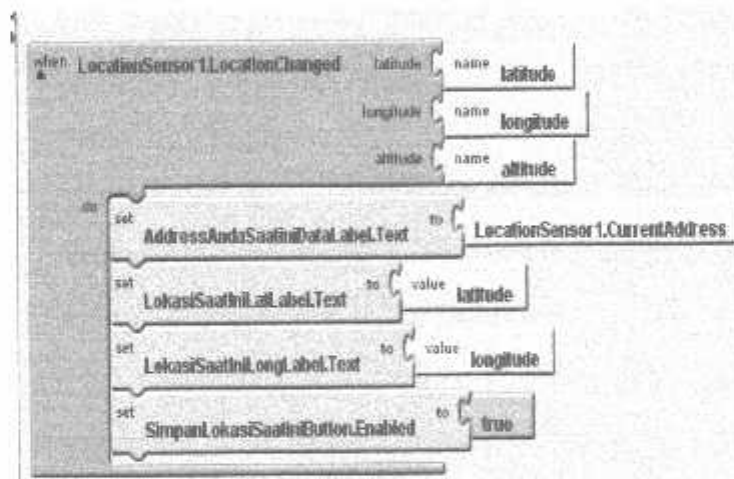 when LocationSensor1.LocationChanged latitude name latitude
longitude name longitude
altitude name altitude
do
set AddressAndaSaatiniDataLabel.Text to LocationSensor1.CurrentAddress
set LokasiSaatIniLatLabel.Text to value latitude
set LokasiSaatIniLongLabel.Text to value longitude
set SimpanLokasiSaatiniButton.Enabled to true